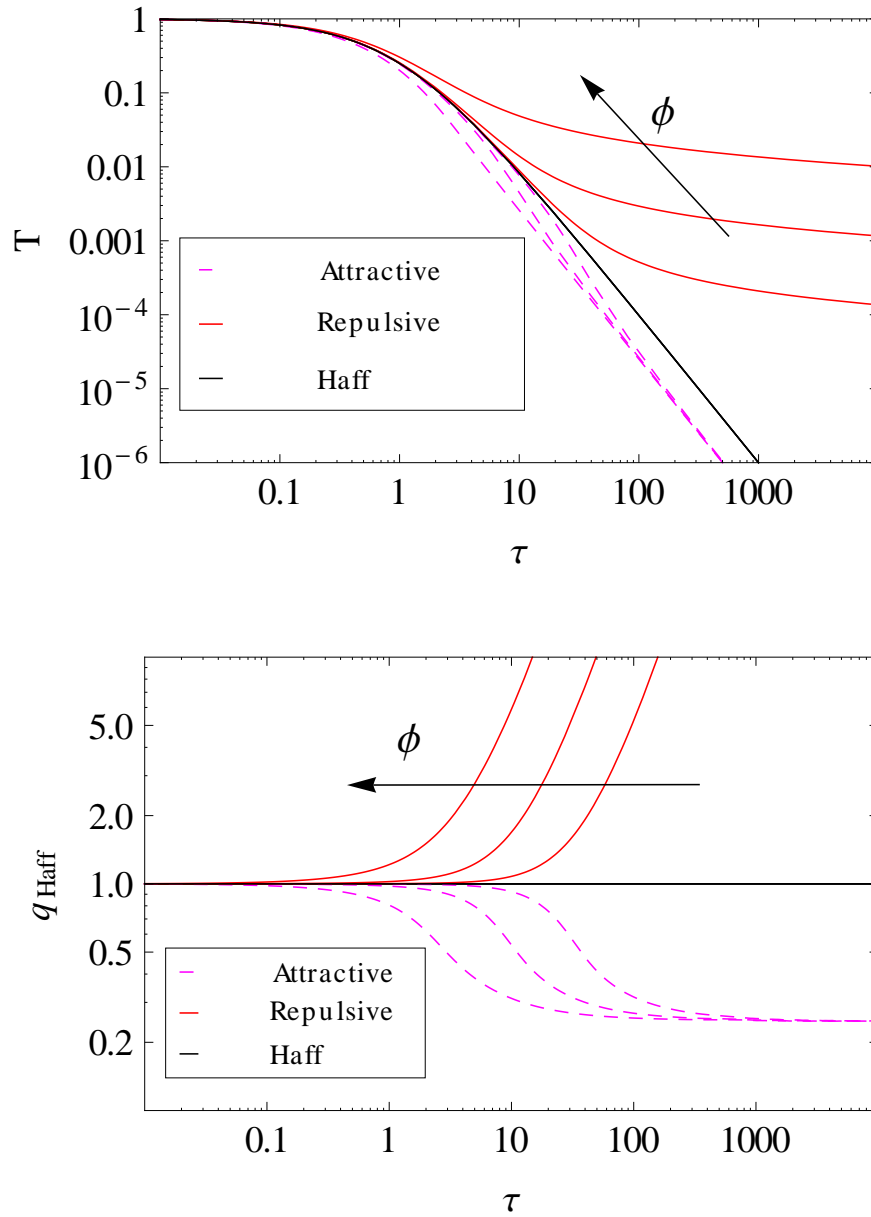 1
0.1
0.01
0.001
10⁻⁴
10⁻⁵
10⁻⁶
T
ϕ
Attractive
Repulsive
Haff
0.1 1 10 100 1000
τ
5.0
2.0
1.0
0.5
0.2
q Haff
ϕ
Attractive
Repulsive
Haff
0.1 1 10 100 1000
τ